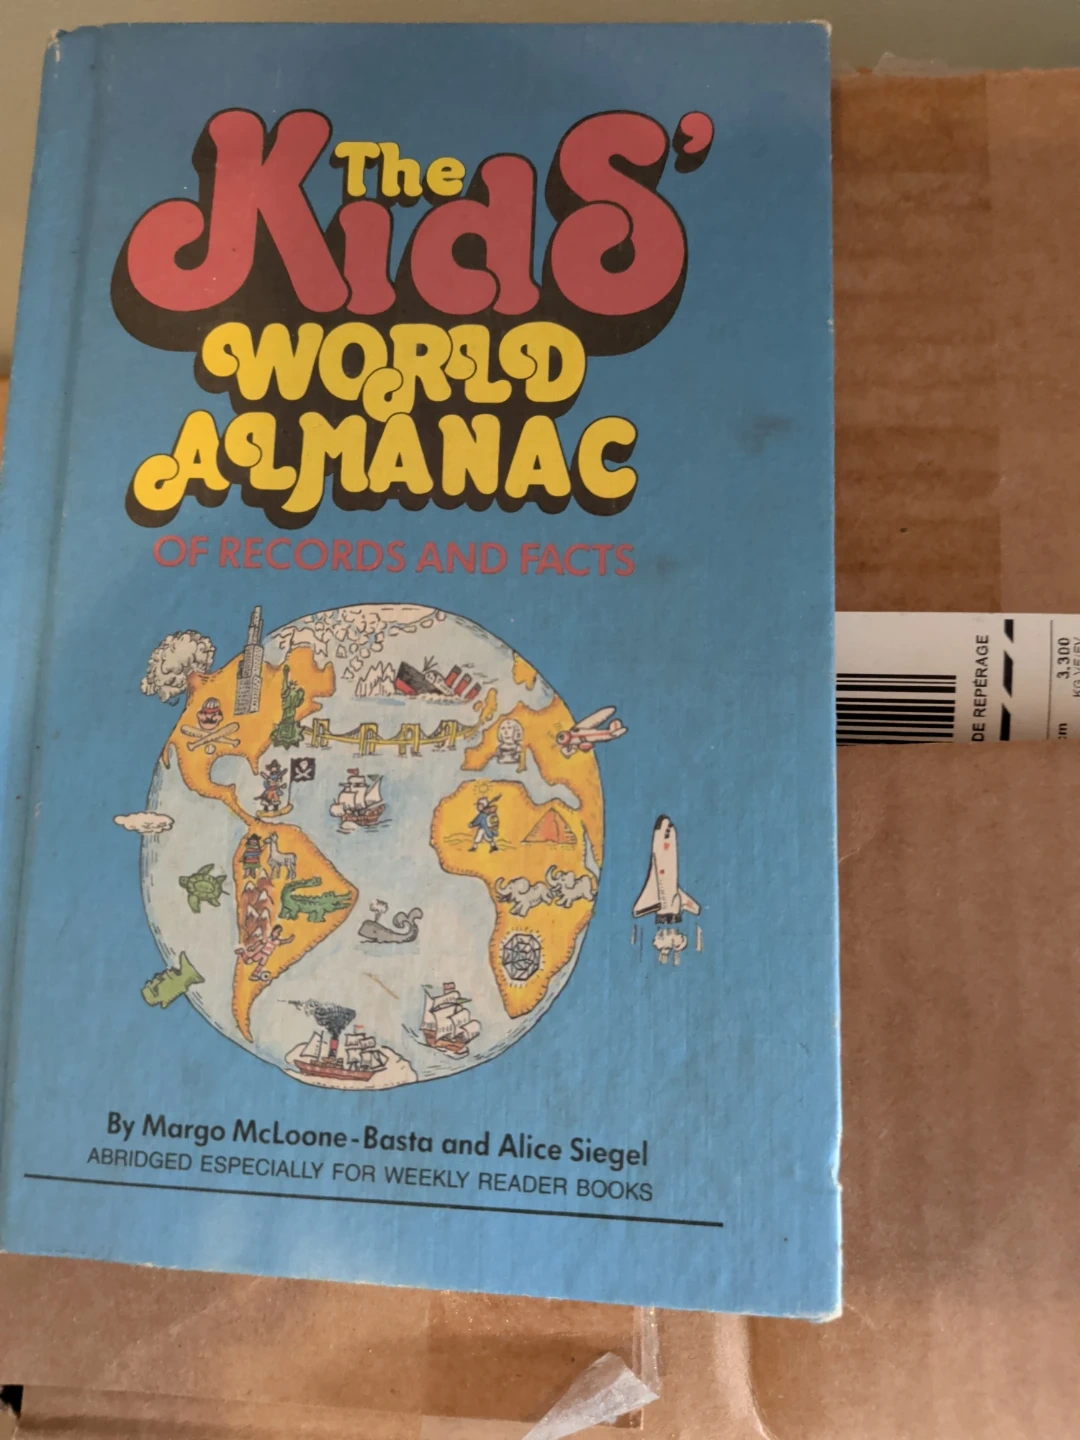 The
Kids'
WORLD
ALMANAC
OF RECORDS AND FACTS
By Margo McLoone-Basta and Alice Siegel
ABRIDGED ESPECIALLY FOR WEEKLY READER BOOKS
DE REPÉRAGE
3,300
cm